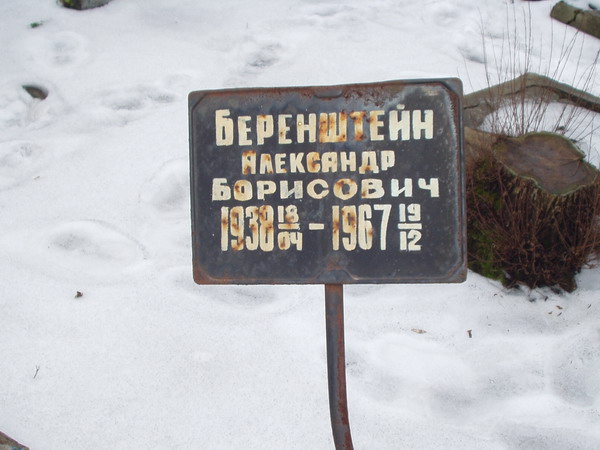 БЕРЕНШТЕЙН
АЛЕКСАНДР
БОРИСОВИЧ
1938 18/04 - 1967 19/12